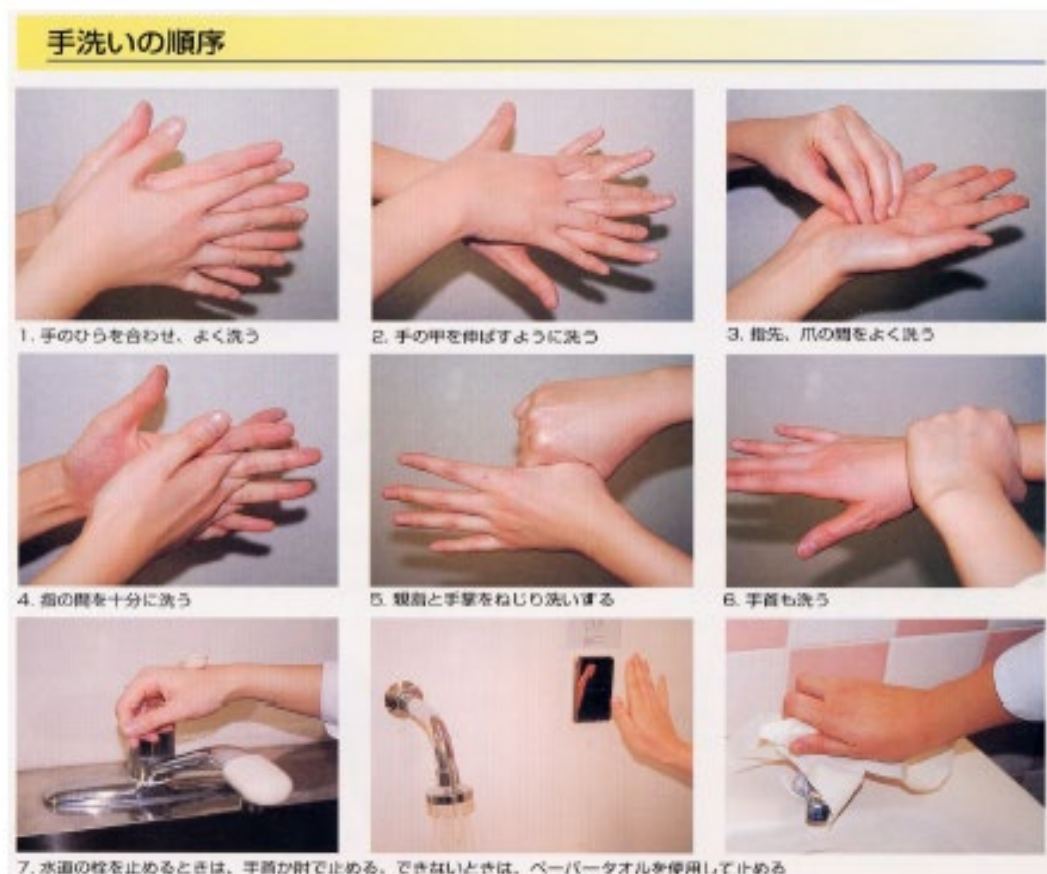 手洗いの順序
1. 手のひらを合わせ、よく洗う
2. 手の甲を伸ばすように洗う
3. 指先、爪の間をよく洗う
4. 指の間を十分に洗う
5. 親指と手掌をねじり洗いする
6. 手首も洗う
7. 水道の栓を止めるときは、手首か肘で止める。できないときは、ペーパータオルを使用して止める